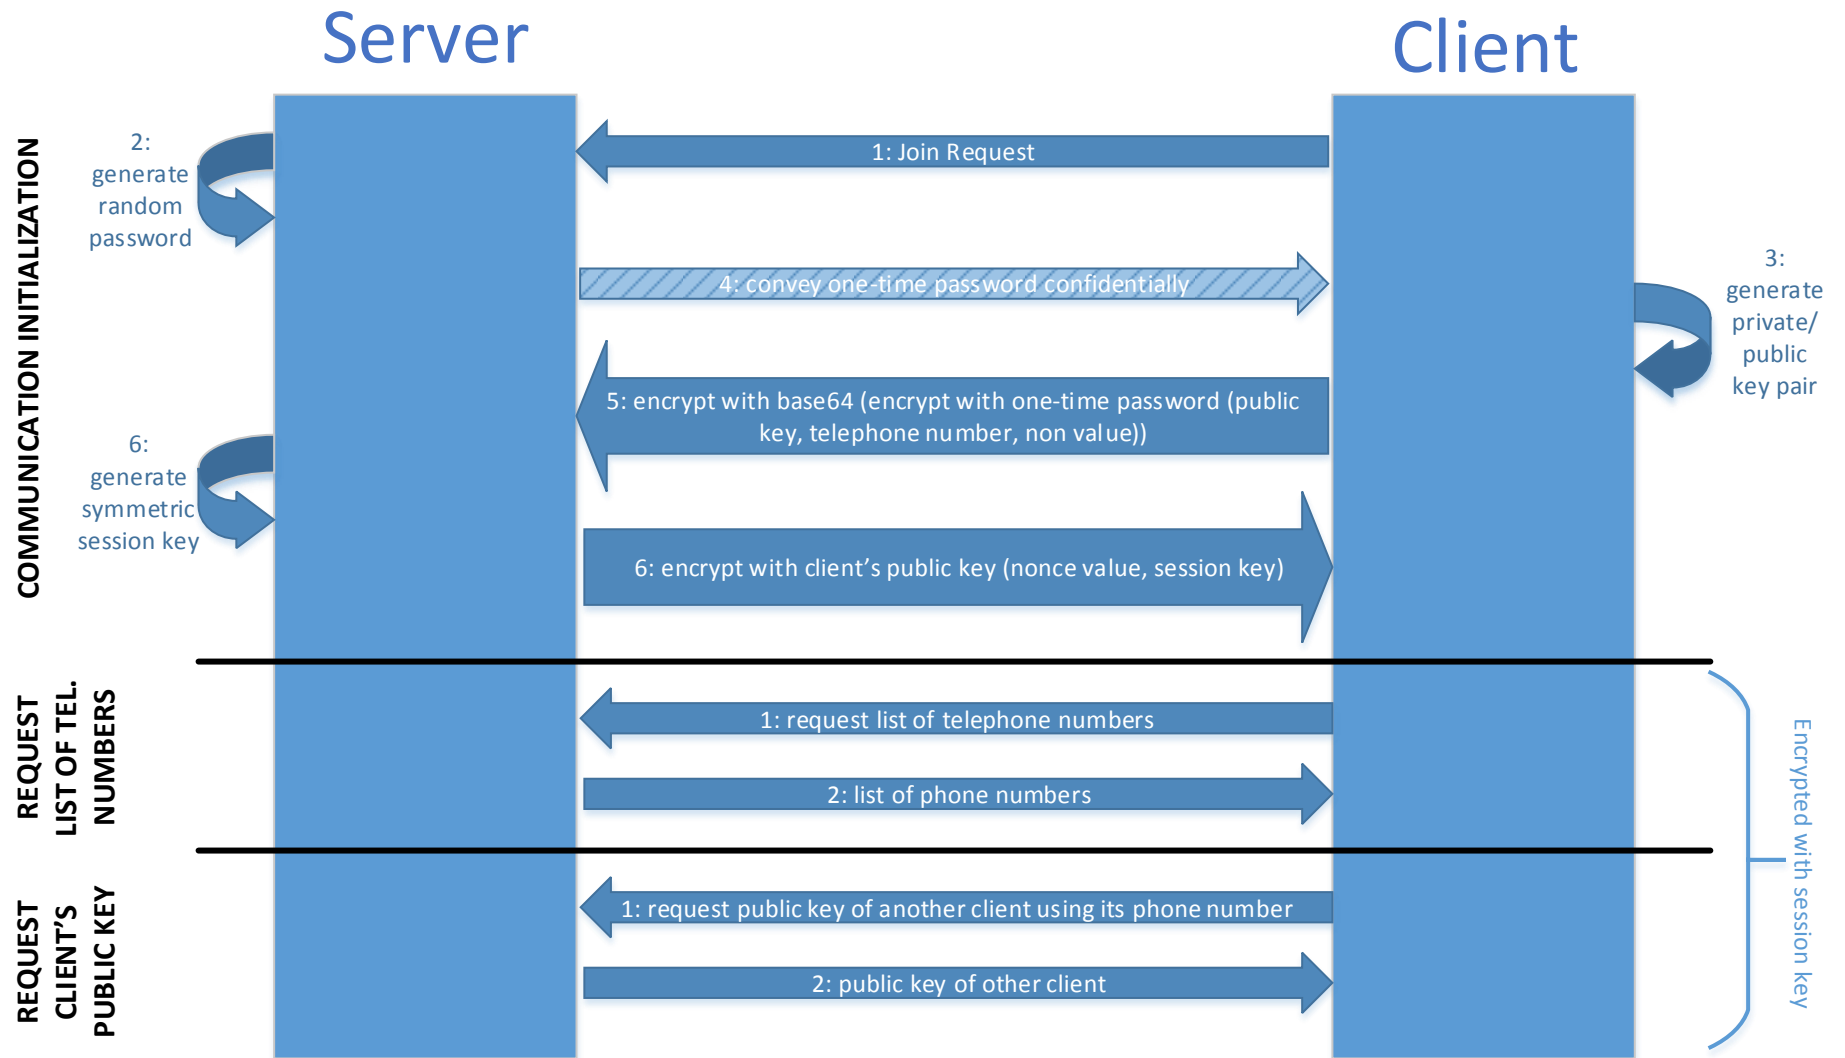 Server
Client
COMMUNICATION INITIALIZATION
1: Join Request
2:
generate
random
password
3:
generate
private/
public
key pair
4: convey one-time password confidentially
5: encrypt with base64 (encrypt with one-time password (public
key, telephone number, non value))
6:
generate
symmetric
session key
6: encrypt with client’s public key (nonce value, session key)
REQUEST
LIST OF TEL.
NUMBERS
1: request list of telephone numbers
2: list of phone numbers
Encrypted with session key
REQUEST
CLIENT’S
PUBLIC KEY
1: request public key of another client using its phone number
2: public key of other client